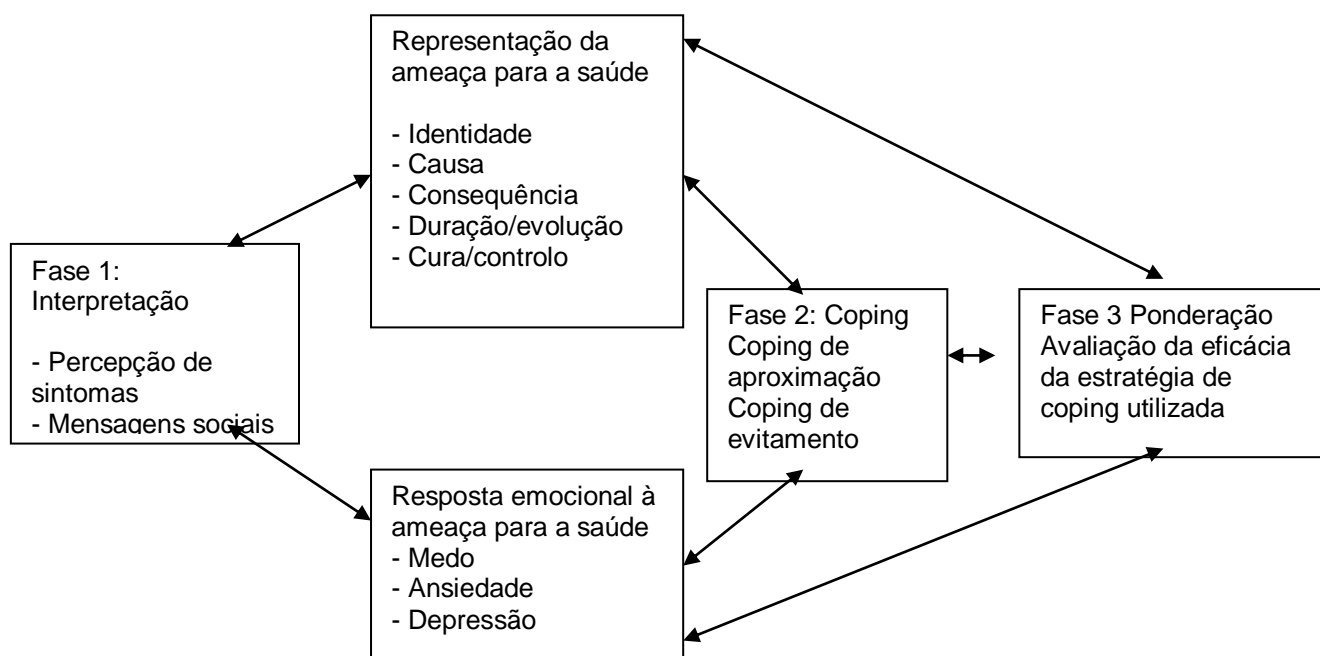 Representação da
ameaça para a saúde
- Identidade
- Causa
- Consequência
- Duração/evolução
- Cura/controlo
Fase 1:
Interpretação
- Percepção de
sintomas
- Mensagens sociais
Fase 2: Coping
Coping de
aproximação
Coping de
evitamento
Fase 3 Ponderação
Avaliação da eficácia
da estratégia de
coping utilizada
Resposta emocional à
ameaça para a saúde
- Medo
- Ansiedade
- Depressão